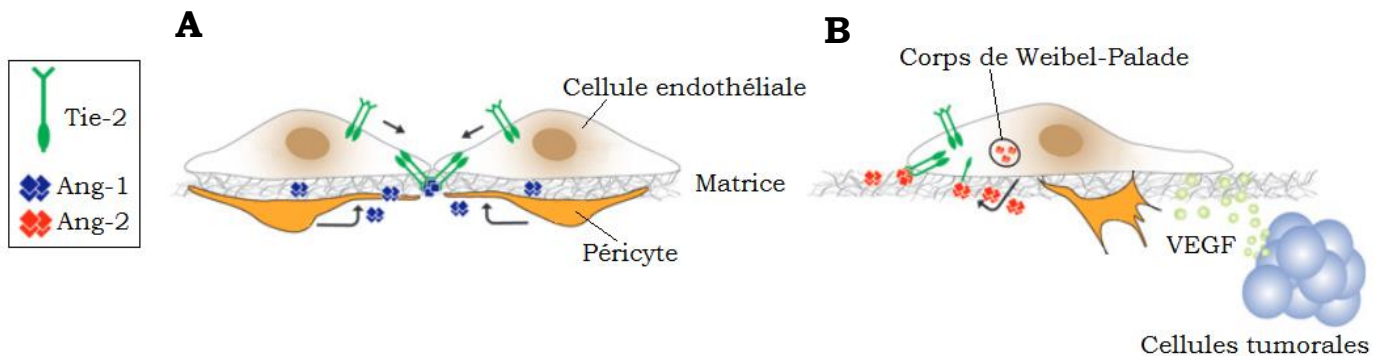 A
B
Corps de Weibel-Palade
Cellule endothéliale
Tie-2
Ang-1
Ang-2
Matrice
Péricyte
VEGF
Cellules tumorales